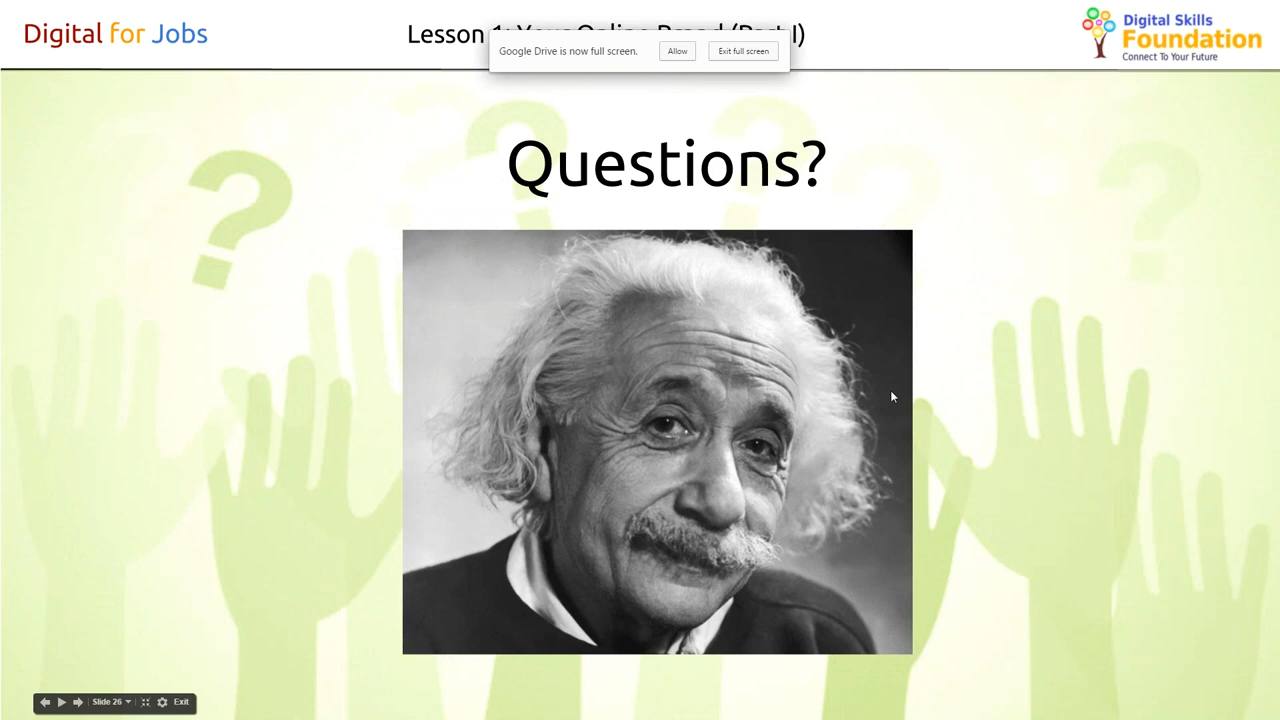 Digital for Jobs
Lesson
I)
Digital Skills
Foundation
Connect To Your Future
Google Drive is now full screen.
Allow
Exit full screen
Questions?
Slide 26
Exit